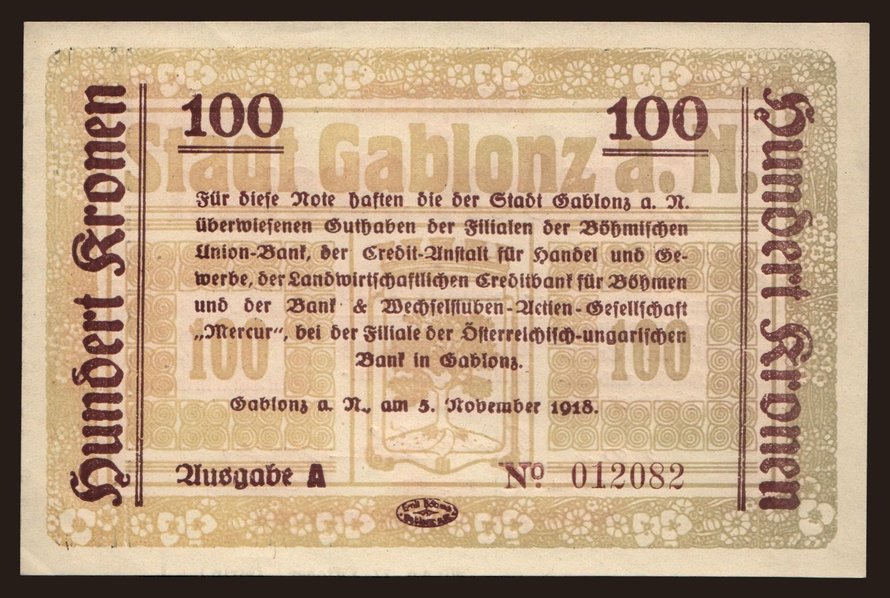 Hundert Kronen
100
100
Stadt Gablonz a. N.
Für diese Note haften die der Stadt Gablonz a. N.
überwiesenen Guthaben der Filialen der Böhmischen
Union-Bank, der Credit-Anstalt für Handel und Ge-
werbe, der Landwirtschaftlichen Creditbank für Böhmen
und der Bank & Wechselstuben-Actien-Gesellschaft
„Mercur“, bei der Filiale der Österreichisch-ungarischen
Bank in Gablonz.
100
100
Gablonz a. N., am 5. November 1918.
Ausgabe A
No. 012082
Hundert Kronen